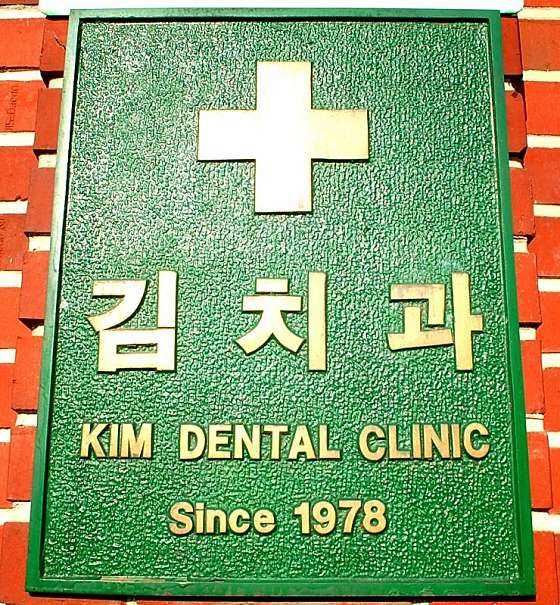 김치과
KIM DENTAL CLINIC
Since 1978